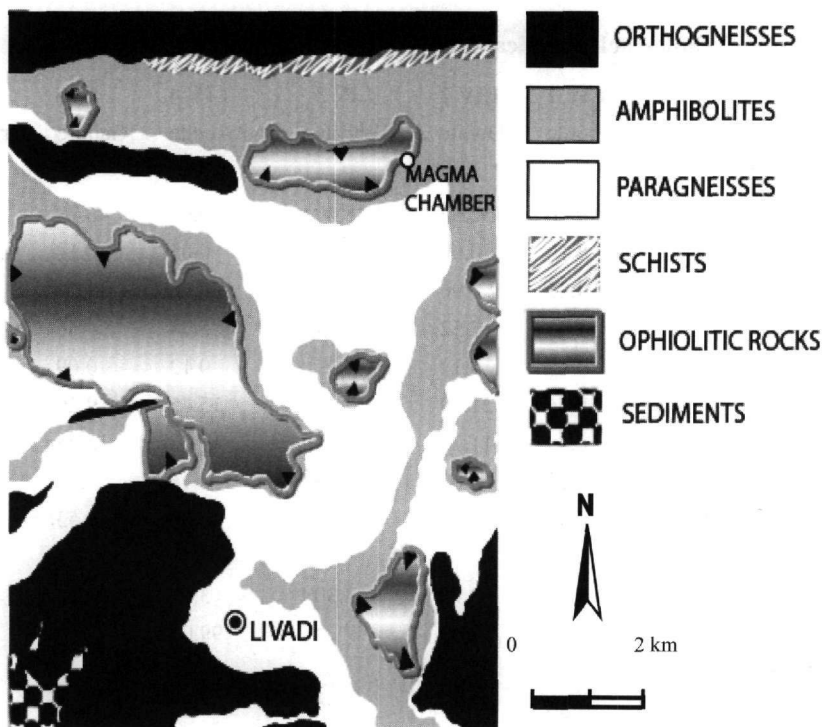 ORTHOGNEISSES
AMPHIBOLITES
MAGMA
CHAMBER
PARAGNEISSES
SCHISTS
OPHIOLITIC ROCKS
SEDIMENTS
N
LIVADI
0 2 km